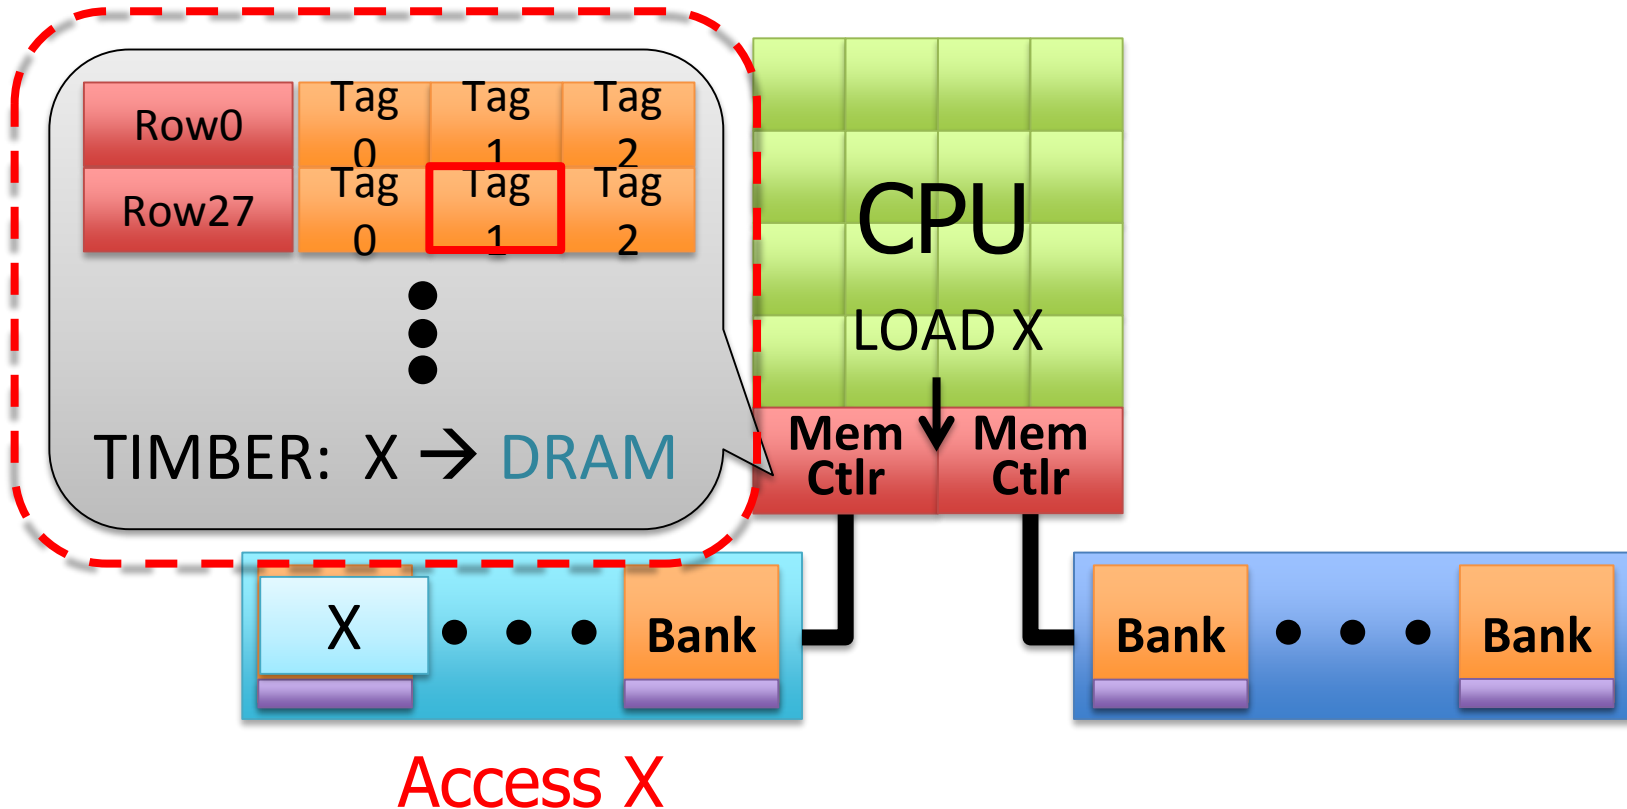 Row0
Tag 0
Tag 1
Tag 2
Row27
Tag 0
Tag 1
Tag 2
TIMBER: X → DRAM
CPU
LOAD X
Mem Ctlr
Mem Ctlr
X
Bank
Bank
Bank
Access X